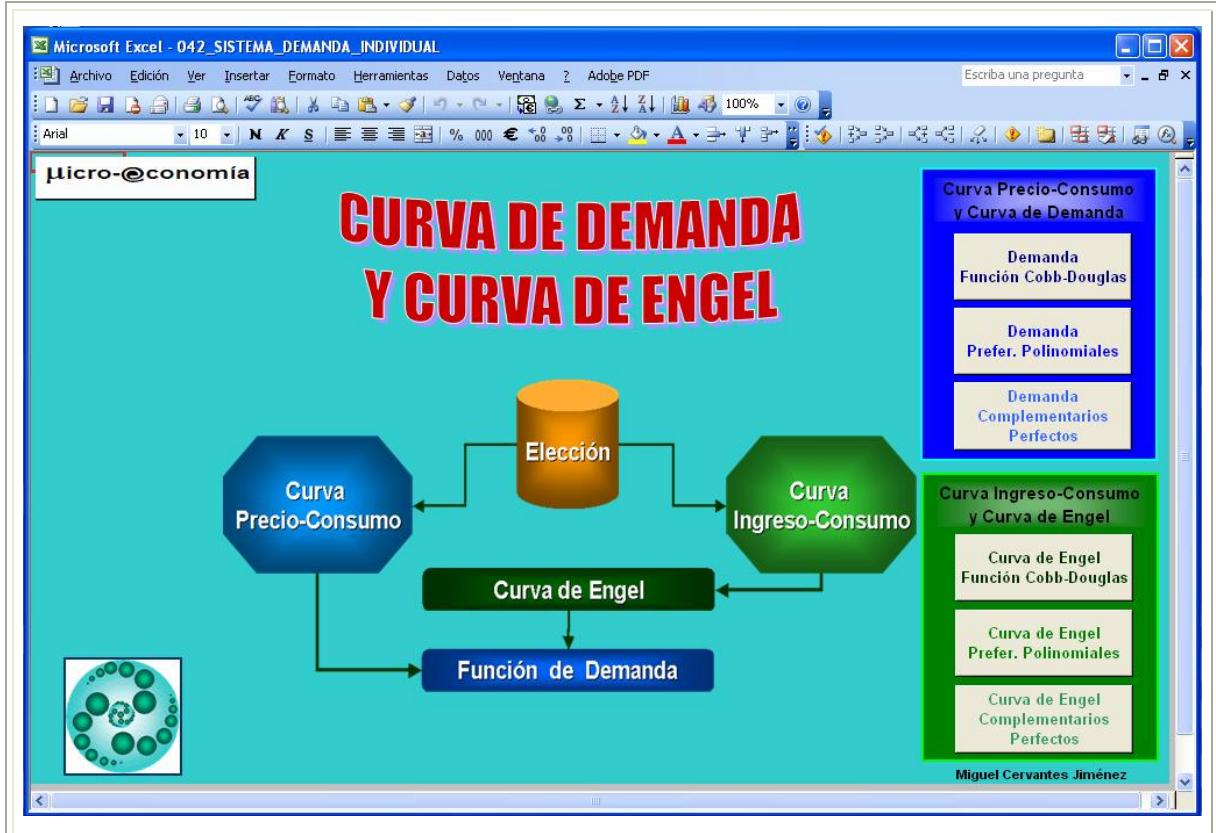 Microsoft Excel - 042_SISTEMA_DEMANDA_INDIVIDUAL
Archivo Edición Ver Insertar Formato Herramientas Datos Ventana ? Adobe PDF
Escriba una pregunta
100%
Arial 10 N K S % 000 €
µicro-@conomía
CURVA DE DEMANDA
Y CURVA DE ENGEL
Elección
Curva
Precio-Consumo
Curva
Ingreso-Consumo
Curva de Engel
Función de Demanda
Curva Precio-Consumo
y Curva de Demanda
Demanda
Función Cobb-Douglas
Demanda
Prefer. Polinomiales
Demanda
Complementarios
Perfectos
Curva Ingreso-Consumo
y Curva de Engel
Curva de Engel
Función Cobb-Douglas
Curva de Engel
Prefer. Polinomiales
Curva de Engel
Complementarios
Perfectos
Miguel Cervantes Jiménez